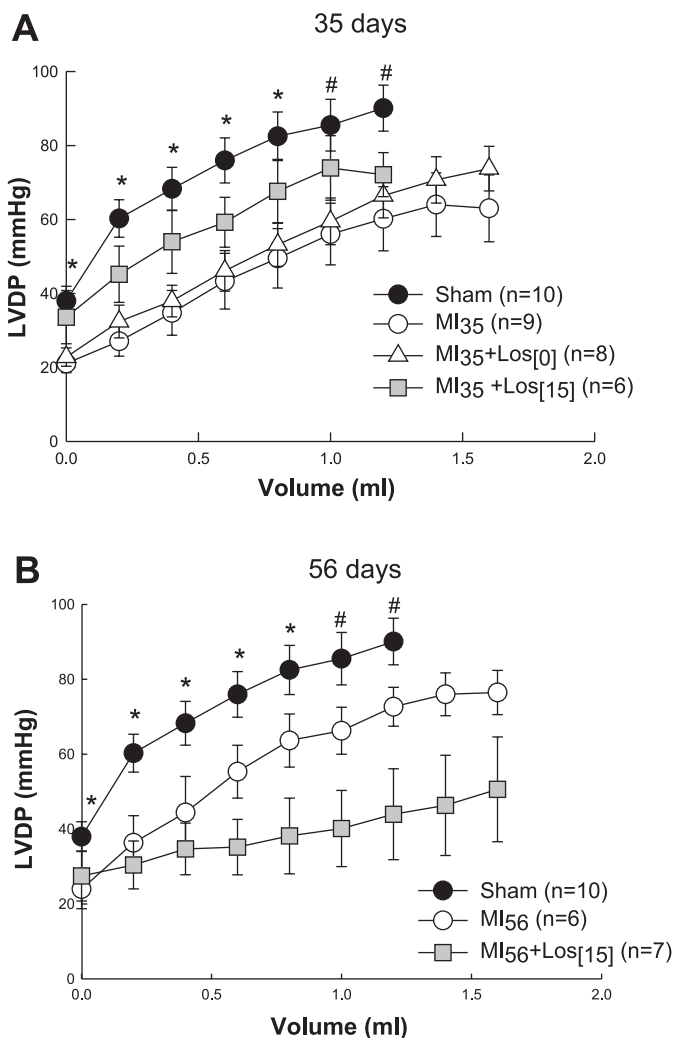 A
35 days
LVDP (mmHg)
100
80
60
40
20
0
* * * * * # #
Sham (n=10)
MI35 (n=9)
MI35+Los[0] (n=8)
MI35 +Los[15] (n=6)
0.0 0.5 1.0 1.5 2.0
Volume (ml)
B
56 days
LVDP (mmHg)
100
80
60
40
20
0
* * * * * # #
Sham (n=10)
MI56 (n=6)
MI56+Los[15] (n=7)
0.0 0.5 1.0 1.5 2.0
Volume (ml)